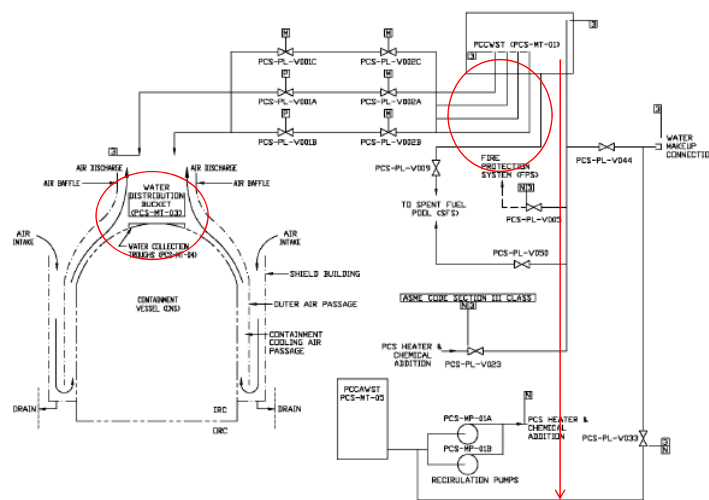 M
M
PCS-PL-V001C
PCS-PL-V002C
PCCWST (PCS-MT-01)
3
3
P
M
PCS-PL-V001A
PCS-PL-V002A
P
M
PCS-PL-V001B
PCS-PL-V002B
3
PCS-PL-V009
FIRE
PROTECTION
SYSTEM (FPS)
PCS-PL-V044
3
WATER
MAKEUP
CONNECTION
AIR DISCHARGE
AIR DISCHARGE
AIR BAFFLE
AIR BAFFLE
WATER
DISTRIBUTION
BUCKET
(PCS-MT-03)
N 3
PCS-PL-V005
TO SPENT FUEL
POOL (SFS)
AIR
INTAKE
AIR
INTAKE
WATER COLLECTION
TROUGHS (PCS-MT-04)
PCS-PL-V050
SHIELD BUILDING
CONTAINMENT
VESSEL (CNS)
OUTER AIR PASSAGE
ASME CODE SECTION III CLASS
N 3
CONTAINMENT
COOLING AIR
PASSAGE
PCS HEATER &
CHEMICAL
ADDITION
PCS-PL-V023
PCCAWST
PCS-MT-05
DRAIN
IRC
ORC
DRAIN
PCS-MP-01A
PCS-MP-01B
RECIRULATION PUMPS
N
PCS HEATER &
CHEMICAL
ADDITION
PCS-PL-V033